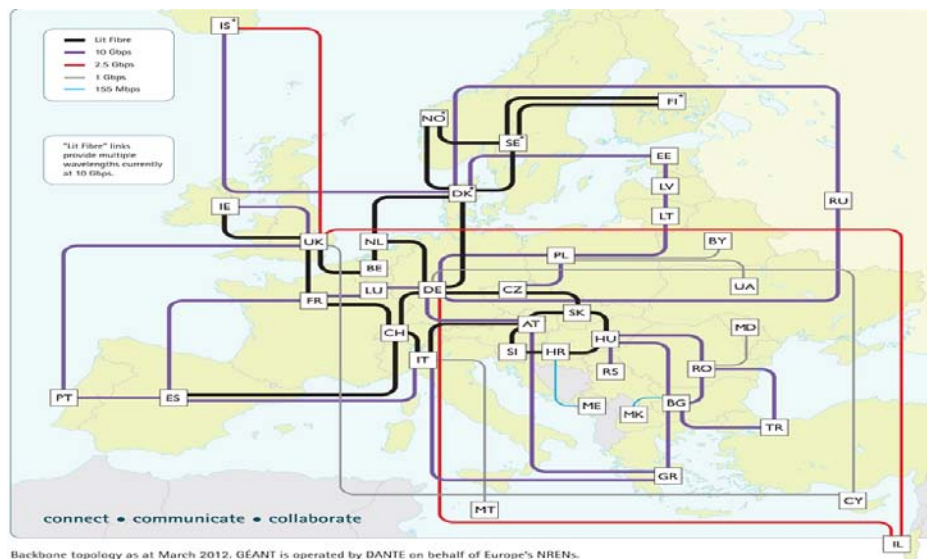 IS*
Lit Fibre
10 Gbps
2.5 Gbps
1 Gbps
155 Mbps
FI*
NO*
SE*
"Lit Fibre" links
provide multiple
wavelengths currently
at 10 Gbps.
EE
LV
DK*
RU
IE
LT
UK
NL
BY
PL
BE
UA
LU
DE
CZ
FR
SK
AT
MD
CH
HU
SI
HR
IT
RS
RO
PT
ES
ME
MK
BG
TR
GR
CY
MT
connect • communicate • collaborate
IL
Backbone topology as at March 2012. GÉANT is operated by DANTE on behalf of Europe's NRENs.